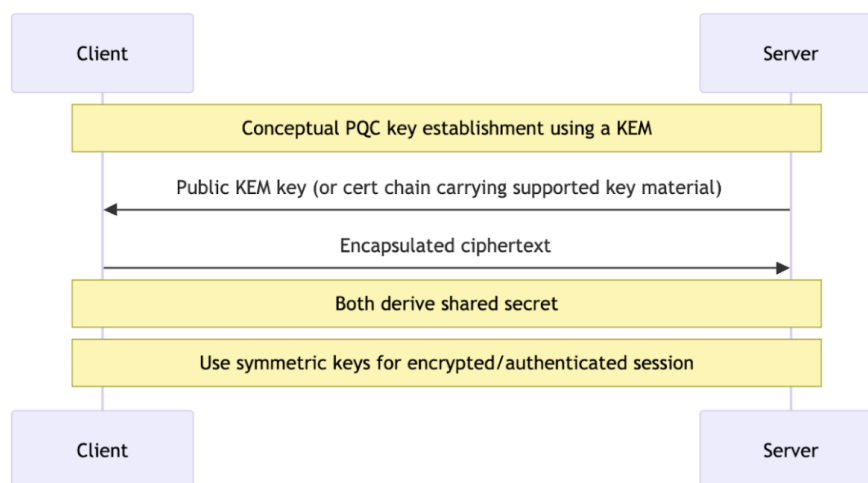 Client
Server
Conceptual PQC key establishment using a KEM
Public KEM key (or cert chain carrying supported key material)
Encapsulated ciphertext
Both derive shared secret
Use symmetric keys for encrypted/authenticated session
Client
Server